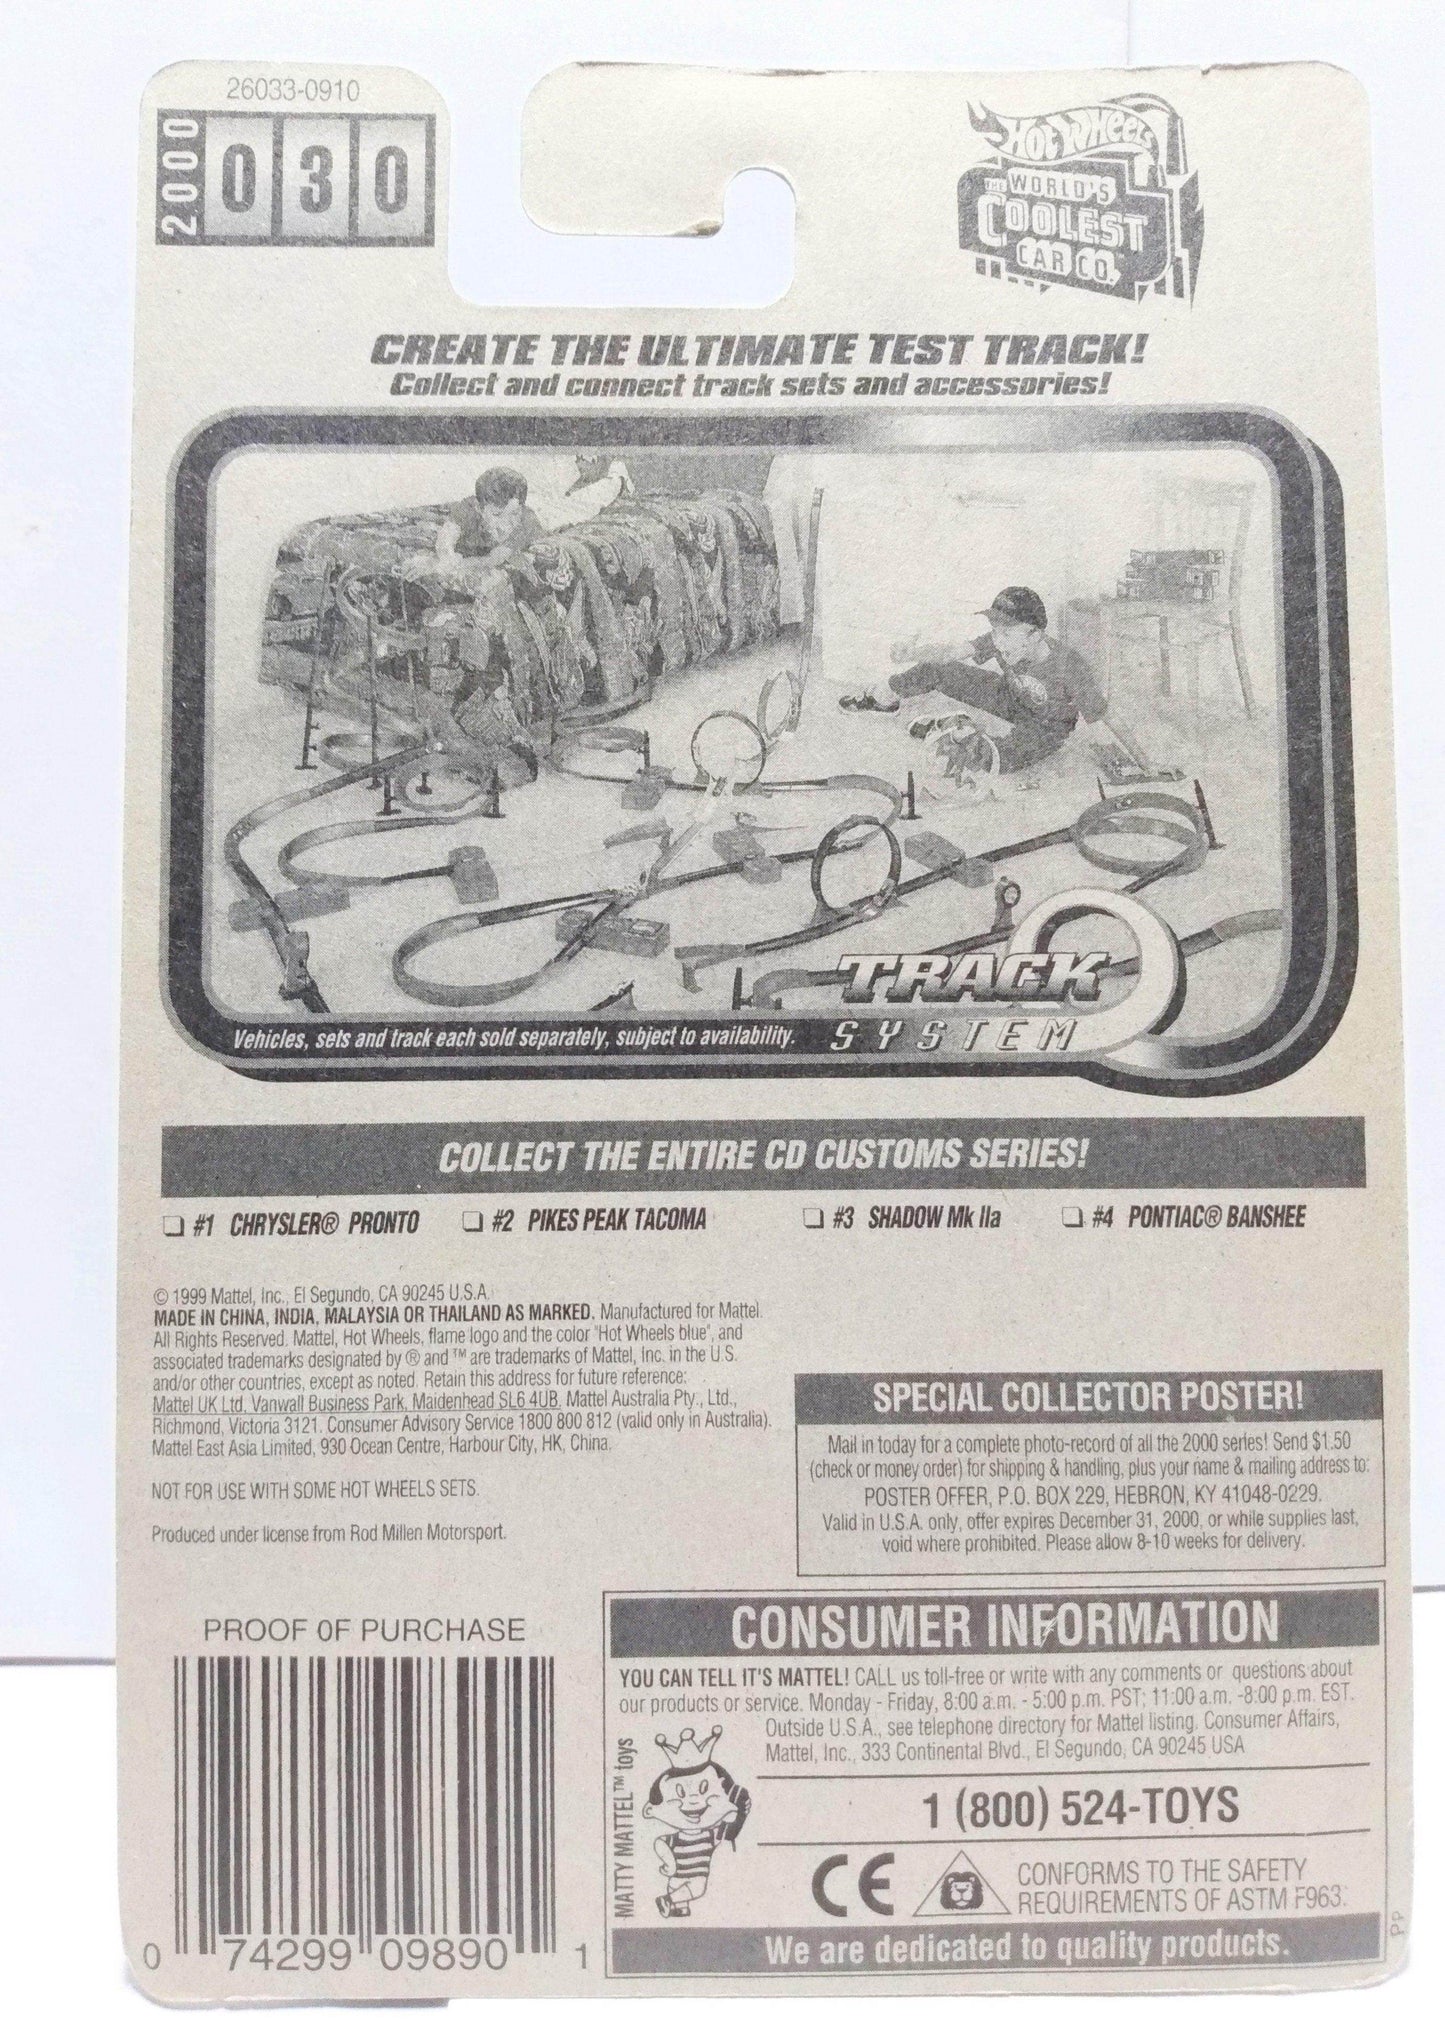 26033-0910
2000
030
HOT WHEELS
THE WORLD'S
COOLEST
CAR CO.™
CREATE THE ULTIMATE TEST TRACK!
Collect and connect track sets and accessories!
TRACK
SYSTEM
Vehicles, sets and track each sold separately, subject to availability.
COLLECT THE ENTIRE CD CUSTOMS SERIES!
❏ #1 CHRYSLER® PRONTO ❏ #2 PIKES PEAK TACOMA ❏ #3 SHADOW Mk IIa ❏ #4 PONTIAC® BANSHEE
© 1999 Mattel, Inc., El Segundo, CA 90245 U.S.A.
MADE IN CHINA, INDIA, MALAYSIA OR THAILAND AS MARKED. Manufactured for Mattel.
All Rights Reserved. Mattel, Hot Wheels, flame logo and the color "Hot Wheels blue", and
associated trademarks designated by ® and ™ are trademarks of Mattel, Inc. in the U.S.
and/or other countries, except as noted. Retain this address for future reference:
Mattel UK Ltd, Vanwall Business Park, Maidenhead SL6 4UB. Mattel Australia Pty., Ltd.,
Richmond, Victoria 3121. Consumer Advisory Service 1800 800 812 (valid only in Australia).
Mattel East Asia Limited, 930 Ocean Centre, Harbour City, HK, China.
NOT FOR USE WITH SOME HOT WHEELS SETS.
Produced under license from Rod Millen Motorsport.
SPECIAL COLLECTOR POSTER!
Mail in today for a complete photo-record of all the 2000 series! Send $1.50
(check or money order) for shipping & handling, plus your name & mailing address to:
POSTER OFFER, P.O. BOX 229, HEBRON, KY 41048-0229.
Valid in U.S.A. only, offer expires December 31, 2000, or while supplies last,
void where prohibited. Please allow 8-10 weeks for delivery.
PROOF OF PURCHASE
0 74299 09890 1
CONSUMER INFORMATION
YOU CAN TELL IT'S MATTEL! CALL us toll-free or write with any comments or questions about
our products or service. Monday - Friday, 8:00 a.m. - 5:00 p.m. PST; 11:00 a.m. -8:00 p.m. EST.
Outside U.S.A., see telephone directory for Mattel listing. Consumer Affairs,
Mattel, Inc., 333 Continental Blvd., El Segundo, CA 90245 USA
MATTY MATTEL™ toys
1 (800) 524-TOYS
CE
CONFORMS TO THE SAFETY
REQUIREMENTS OF ASTM F963.
We are dedicated to quality products.
PP